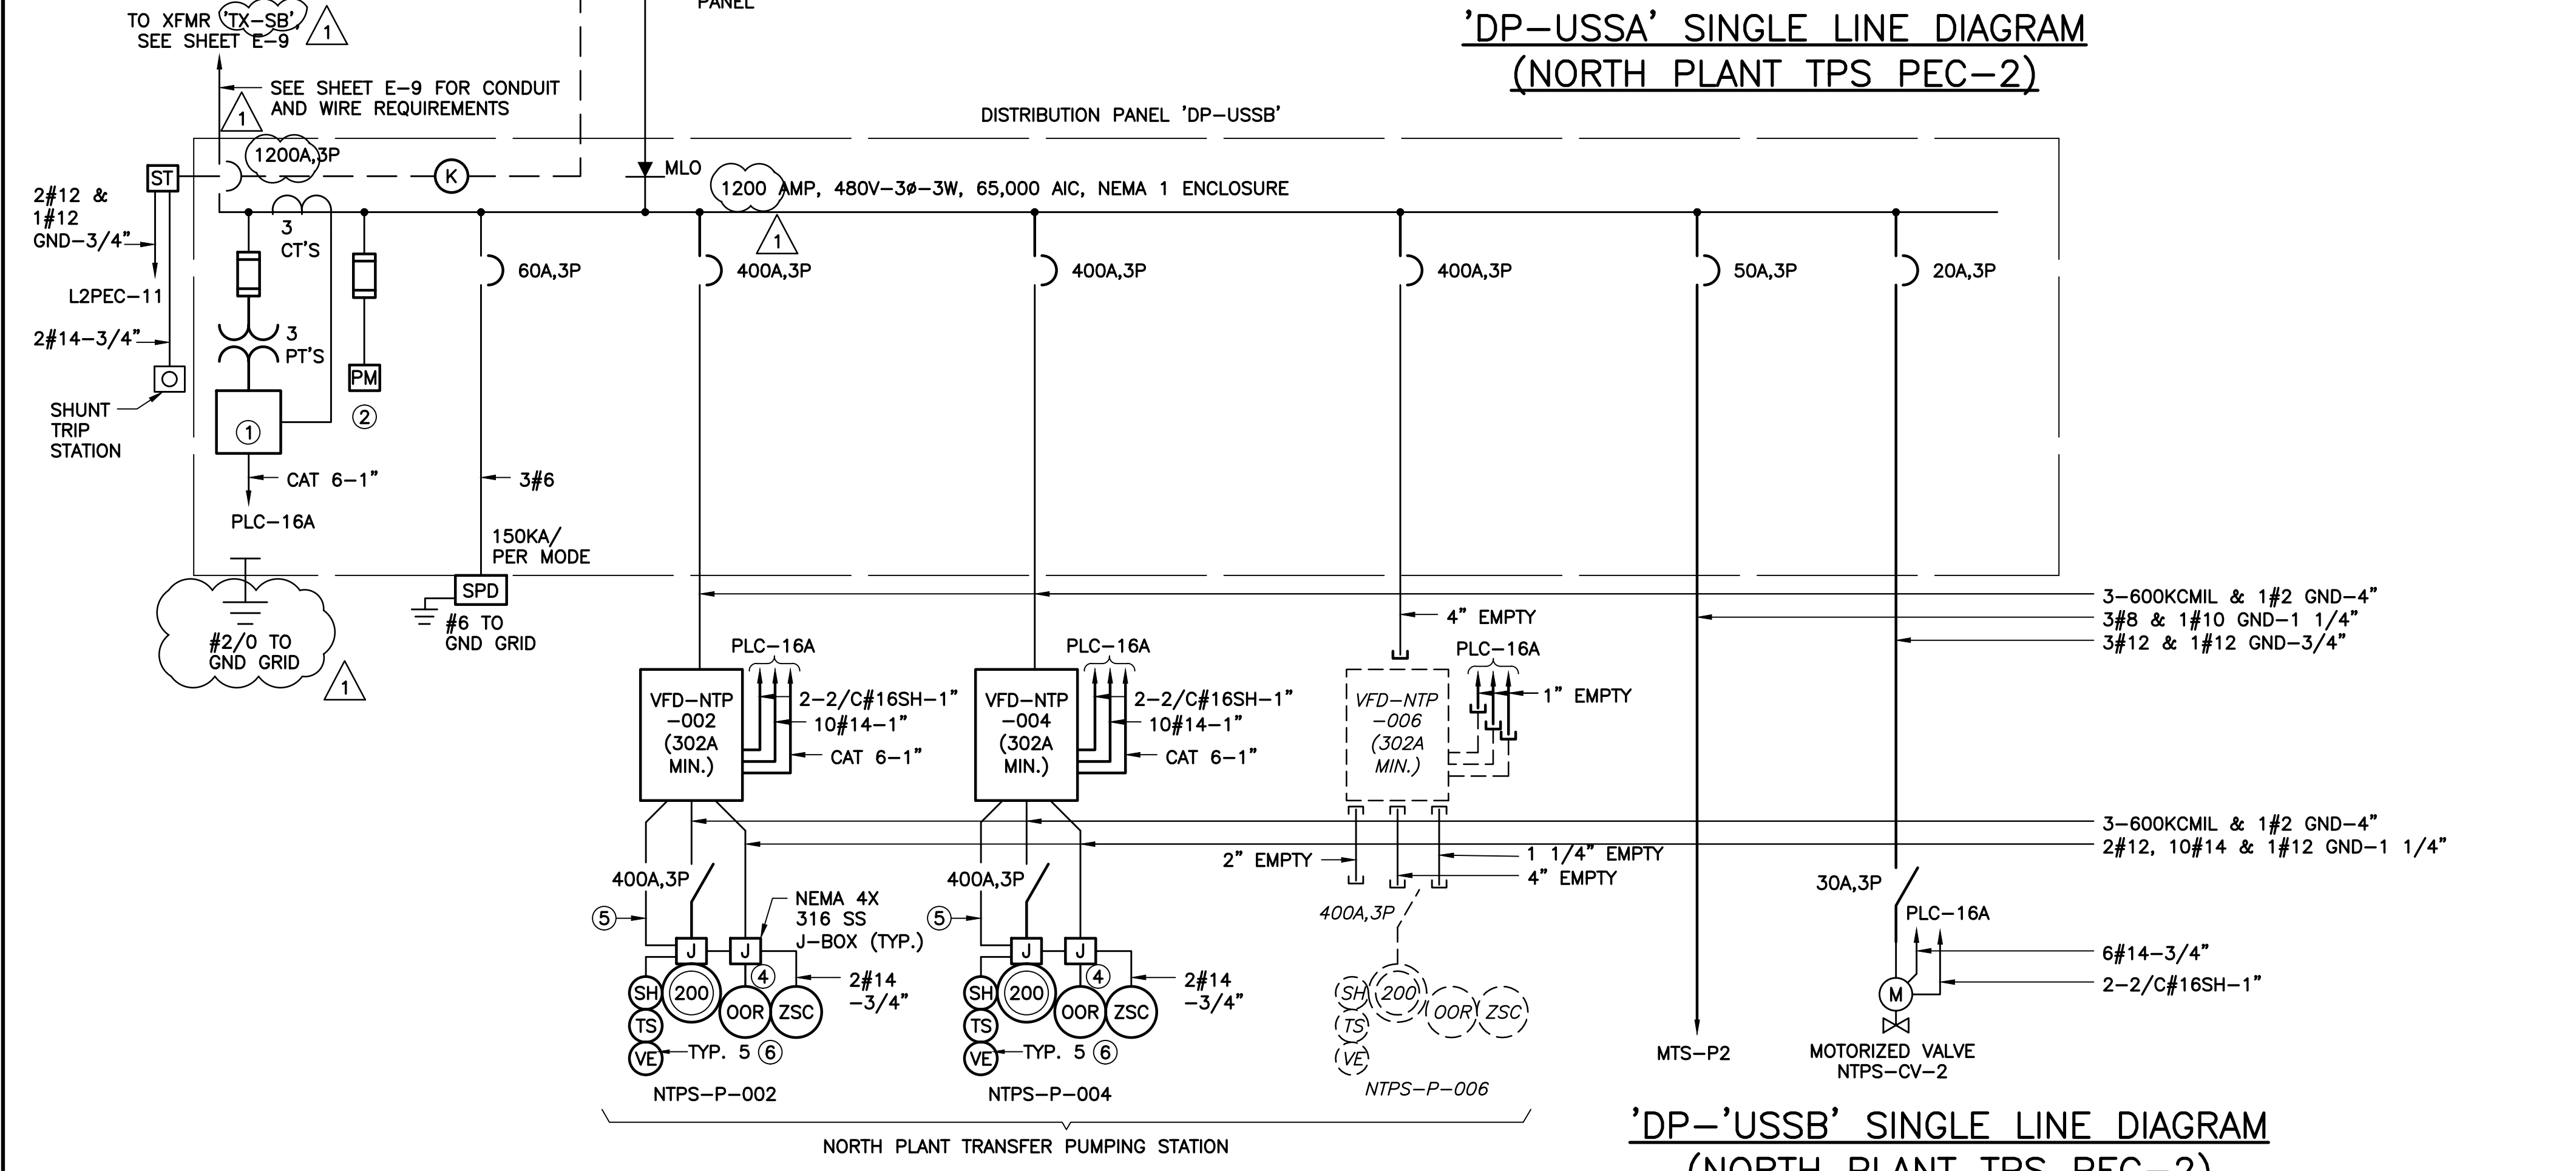 PANEL
TO XFMR 'TX-SB',
SEE SHEET E-9
1
SEE SHEET E-9 FOR CONDUIT
AND WIRE REQUIREMENTS
1
'DP-USSA' SINGLE LINE DIAGRAM
(NORTH PLANT TPS PEC-2)
DISTRIBUTION PANEL 'DP-USSB'
1200A,3P
ST
K
MLO
1200 AMP, 480V-3ø-3W, 65,000 AIC, NEMA 1 ENCLOSURE
1
2#12 &
1#12
GND-3/4"
L2PEC-11
2#14-3/4"
SHUNT
TRIP
STATION
3
CT'S
3
PT'S
1
PM
2
CAT 6-1"
PLC-16A
60A,3P
400A,3P
400A,3P
400A,3P
50A,3P
20A,3P
3#6
150KA/
PER MODE
SPD
#6 TO
GND GRID
#2/0 TO
GND GRID
1
3-600KCMIL & 1#2 GND-4"
3#8 & 1#10 GND-1 1/4"
3#12 & 1#12 GND-3/4"
4" EMPTY
PLC-16A
VFD-NTP
-002
(302A
MIN.)
2-2/C#16SH-1"
10#14-1"
CAT 6-1"
PLC-16A
VFD-NTP
-004
(302A
MIN.)
2-2/C#16SH-1"
10#14-1"
CAT 6-1"
PLC-16A
VFD-NTP
-006
(302A
MIN.)
1" EMPTY
3-600KCMIL & 1#2 GND-4"
2#12, 10#14 & 1#12 GND-1 1/4"
2" EMPTY
1 1/4" EMPTY
4" EMPTY
400A,3P
5
NEMA 4X
316 SS
J-BOX (TYP.)
J
J
4
2#14
-3/4"
SH
200
OOR
ZSC
TS
VE
TYP. 5
6
NTPS-P-002
400A,3P
5
J
J
4
2#14
-3/4"
SH
200
OOR
ZSC
TS
VE
TYP. 5
6
NTPS-P-004
400A,3P
SH
200
OOR
ZSC
TS
VE
NTPS-P-006
NORTH PLANT TRANSFER PUMPING STATION
MTS-P2
30A,3P
PLC-16A
6#14-3/4"
2-2/C#16SH-1"
M
MOTORIZED VALVE
NTPS-CV-2
'DP-'USSB' SINGLE LINE DIAGRAM
(NORTH PLANT TPS PEC-2)